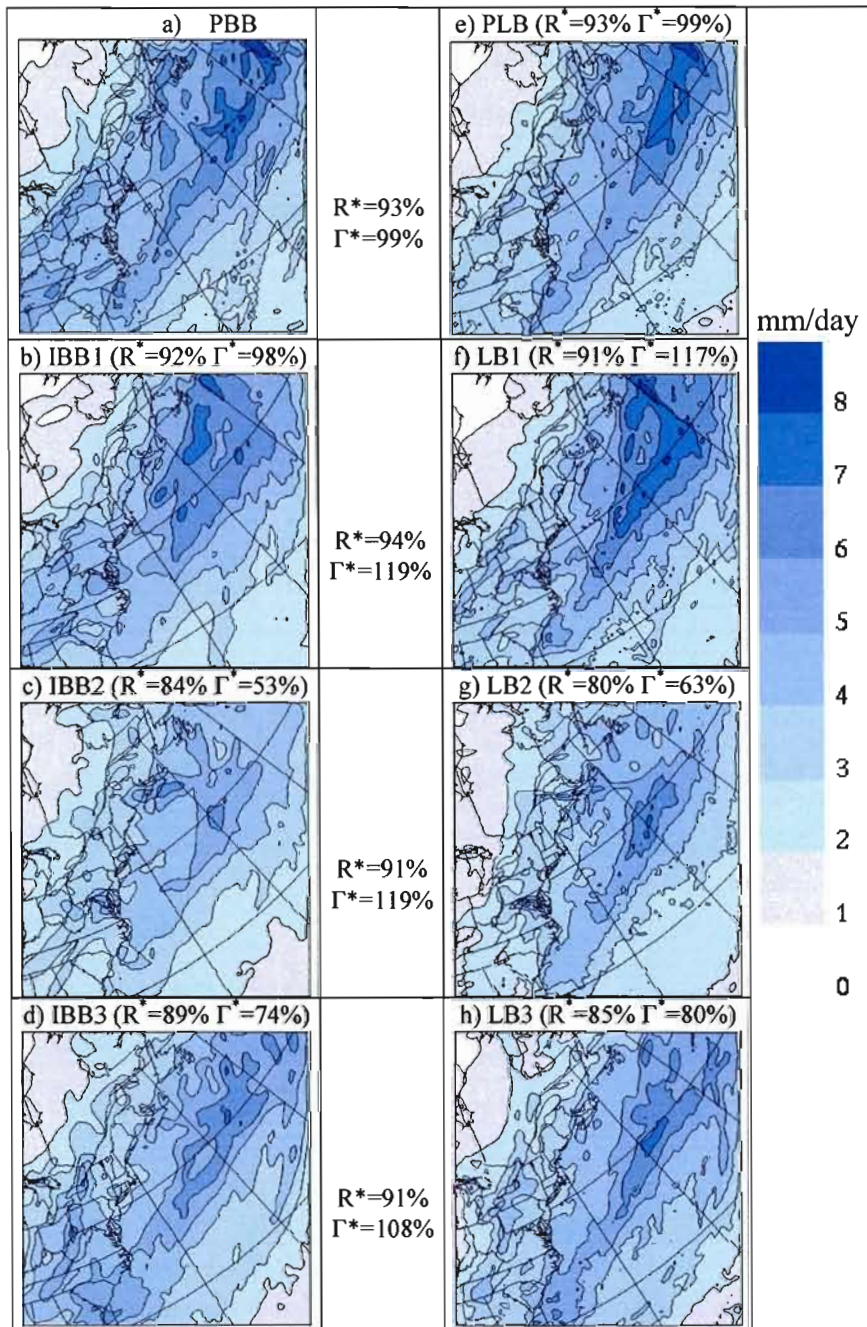 a) PBB
e) PLB (R*=93% Γ*=99%)
R*=93%
Γ*=99%
mm/day
8
7
6
5
4
3
2
1
0
b) IBB1 (R*=92% Γ*=98%)
f) LB1 (R*=91% Γ*=117%)
R*=94%
Γ*=119%
c) IBB2 (R*=84% Γ*=53%)
g) LB2 (R*=80% Γ*=63%)
R*=91%
Γ*=119%
d) IBB3 (R*=89% Γ*=74%)
h) LB3 (R*=85% Γ*=80%)
R*=91%
Γ*=108%